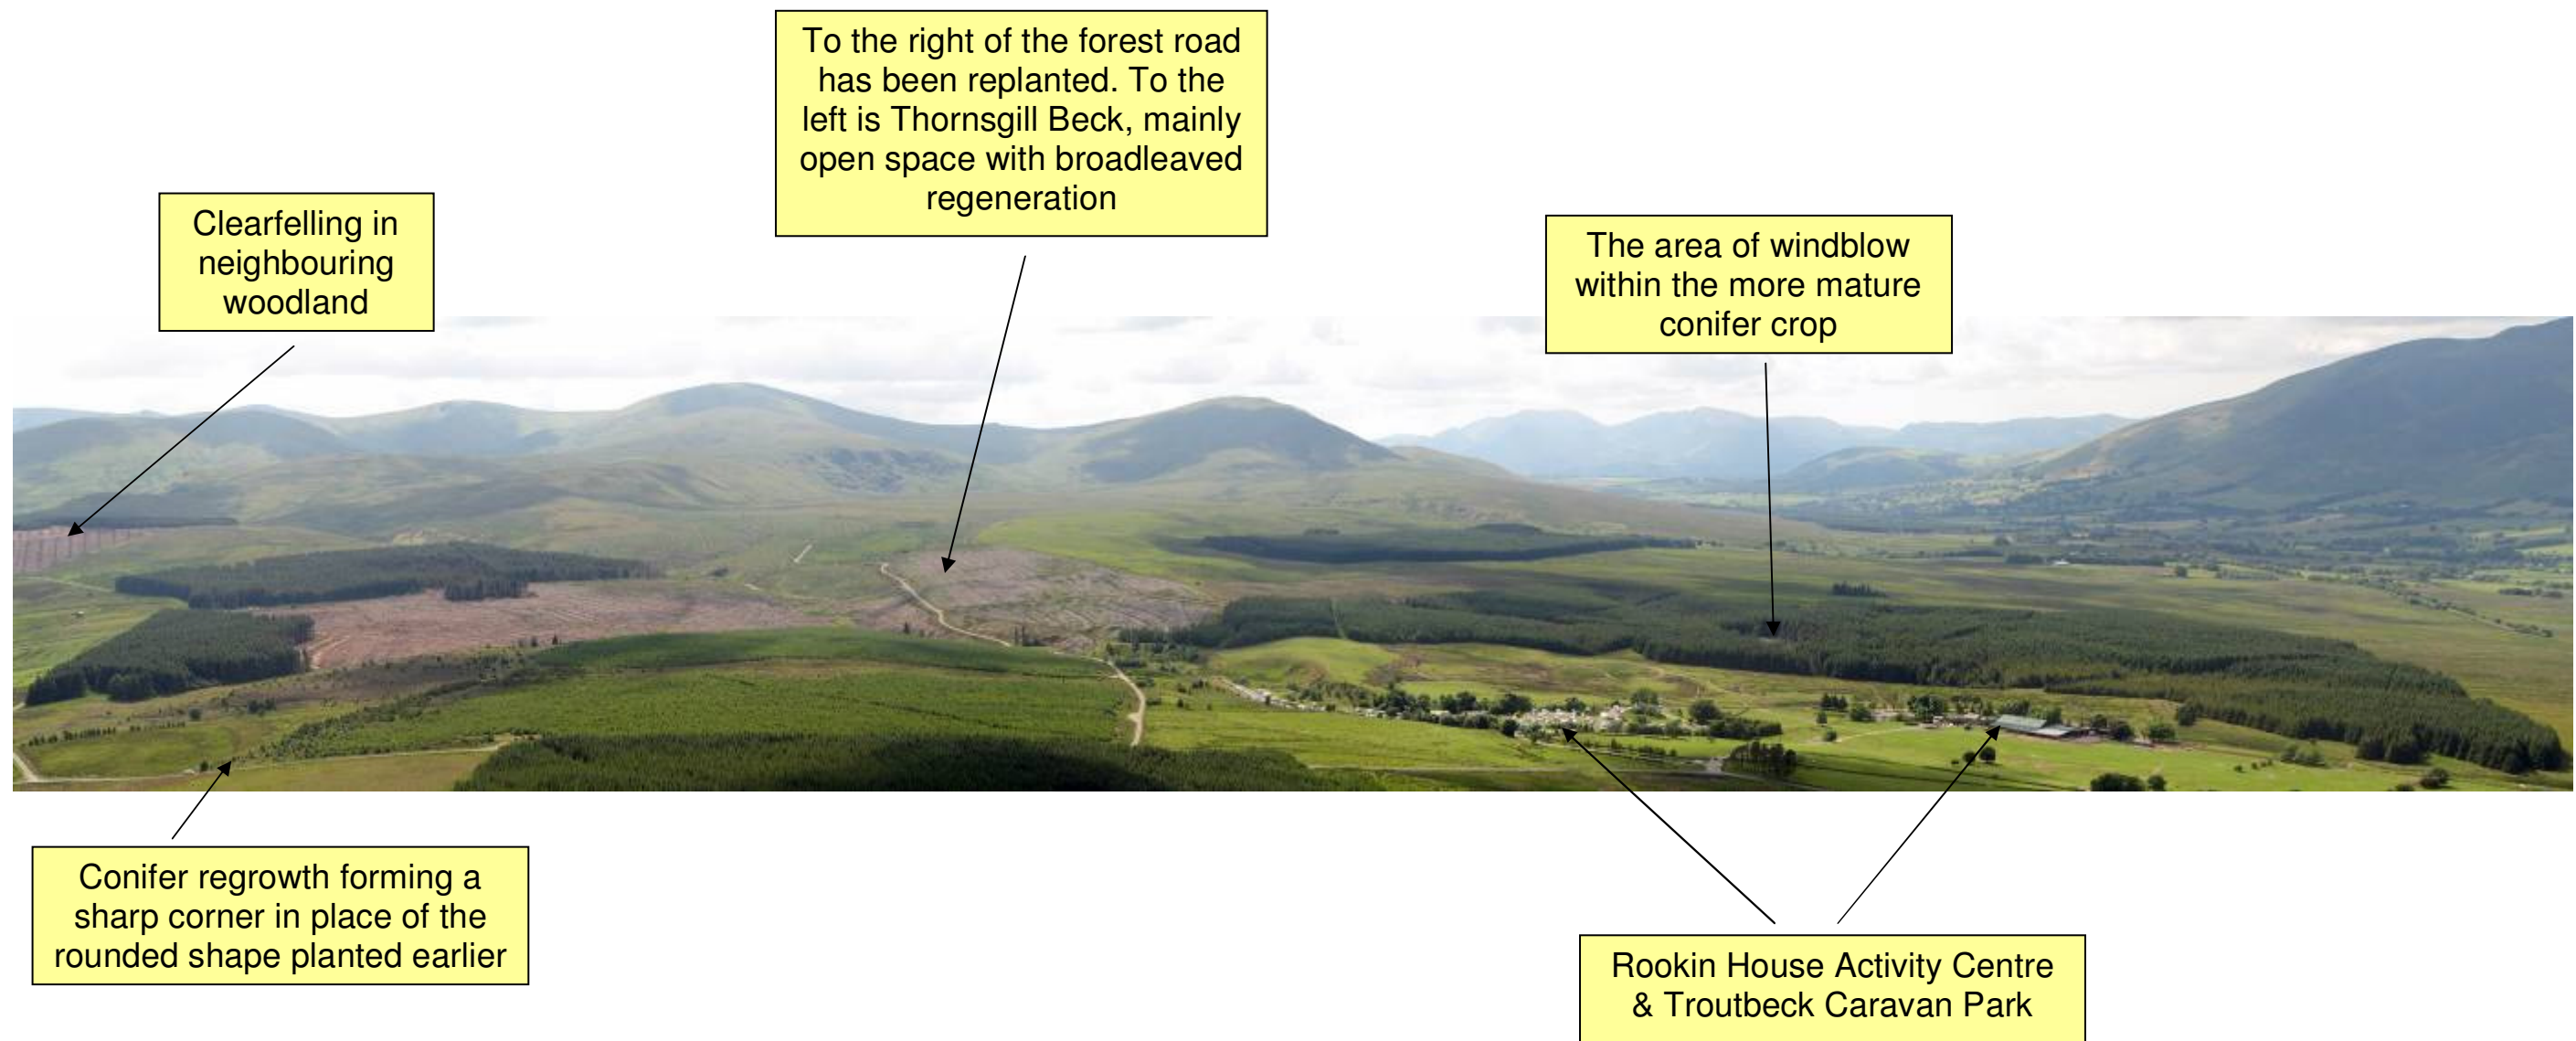 To the right of the forest road
has been replanted. To the
left is Thornsgill Beck, mainly
open space with broadleaved
regeneration
Clearfelling in
neighbouring
woodland
The area of windblow
within the more mature
conifer crop
Conifer regrowth forming a
sharp corner in place of the
rounded shape planted earlier
Rookin House Activity Centre
& Troutbeck Caravan Park